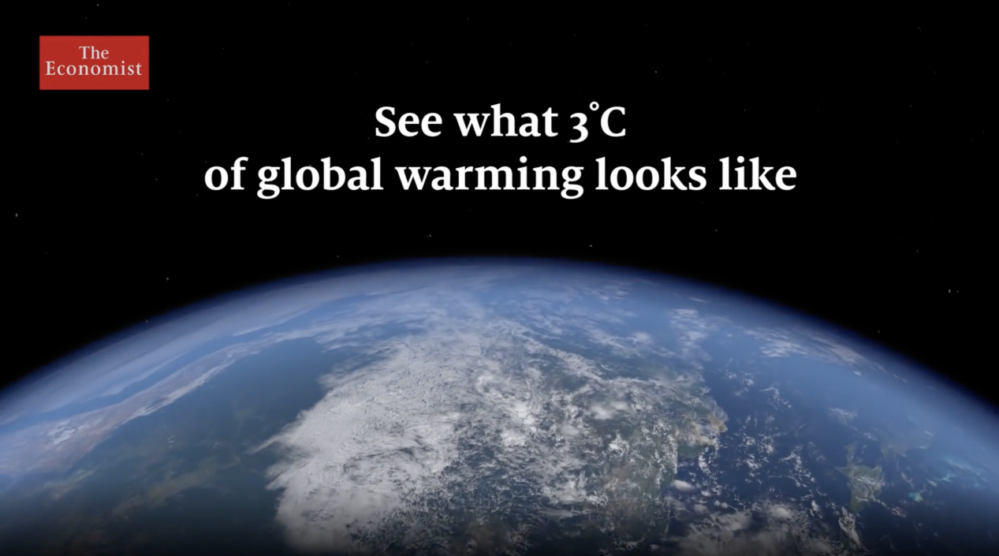 The
Economist
See what 3°C
of global warming looks like